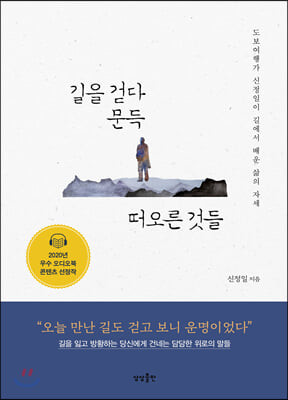 도보여행가 신정일이 길에서 배운 삶의 자세
길을 걷다
문득
떠오른 것들
2020년
우수 오디오북
콘텐츠 선정작
신정일 지음
“오늘 만난 길도 걷고 보니 운명이었다”
길을 잃고 방황하는 당신에게 건네는 담담한 위로의 말들
상상출판